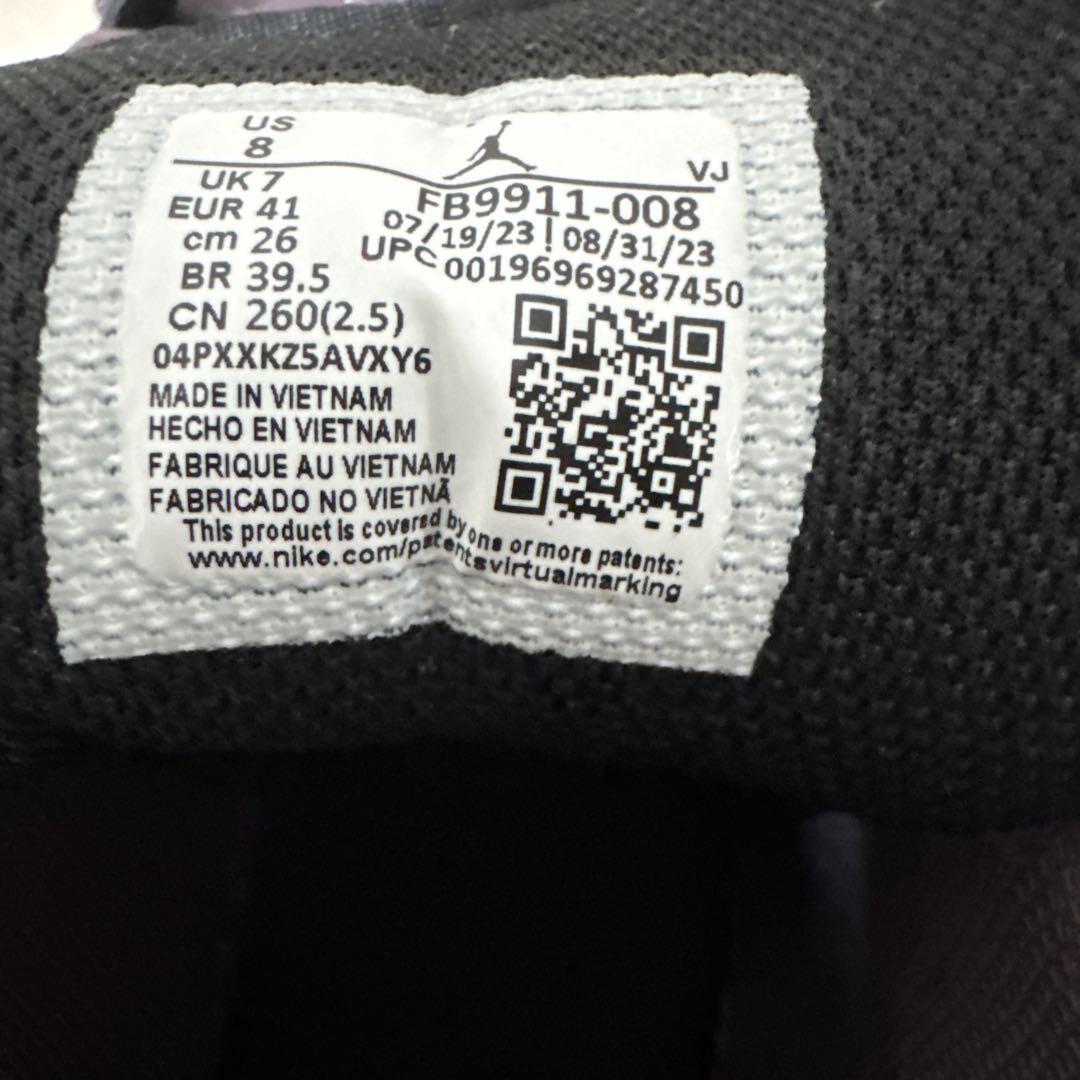 US
8
VJ
UK 7
EUR 41
cm 26
BR 39.5
CN 260(2.5)
FB9911-008
07/19/23 | 08/31/23
UPC 00196969287450
04PXXKZ5AVXY6
MADE IN VIETNAM
HECHO EN VIETNAM
FABRIQUE AU VIETNAM
FABRICADO NO VIETNÃ
This product is covered by one or more patents:
www.nike.com/patentsvirtualmarking